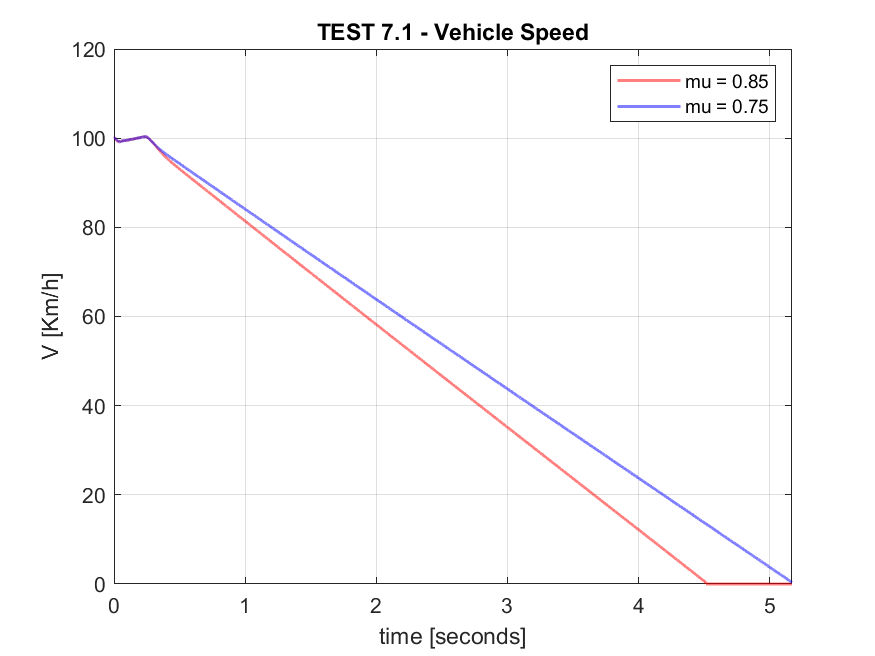 TEST 7.1 - Vehicle Speed
120
100
80
60
40
20
0
V [Km/h]
mu = 0.85
mu = 0.75
0 1 2 3 4 5
time [seconds]